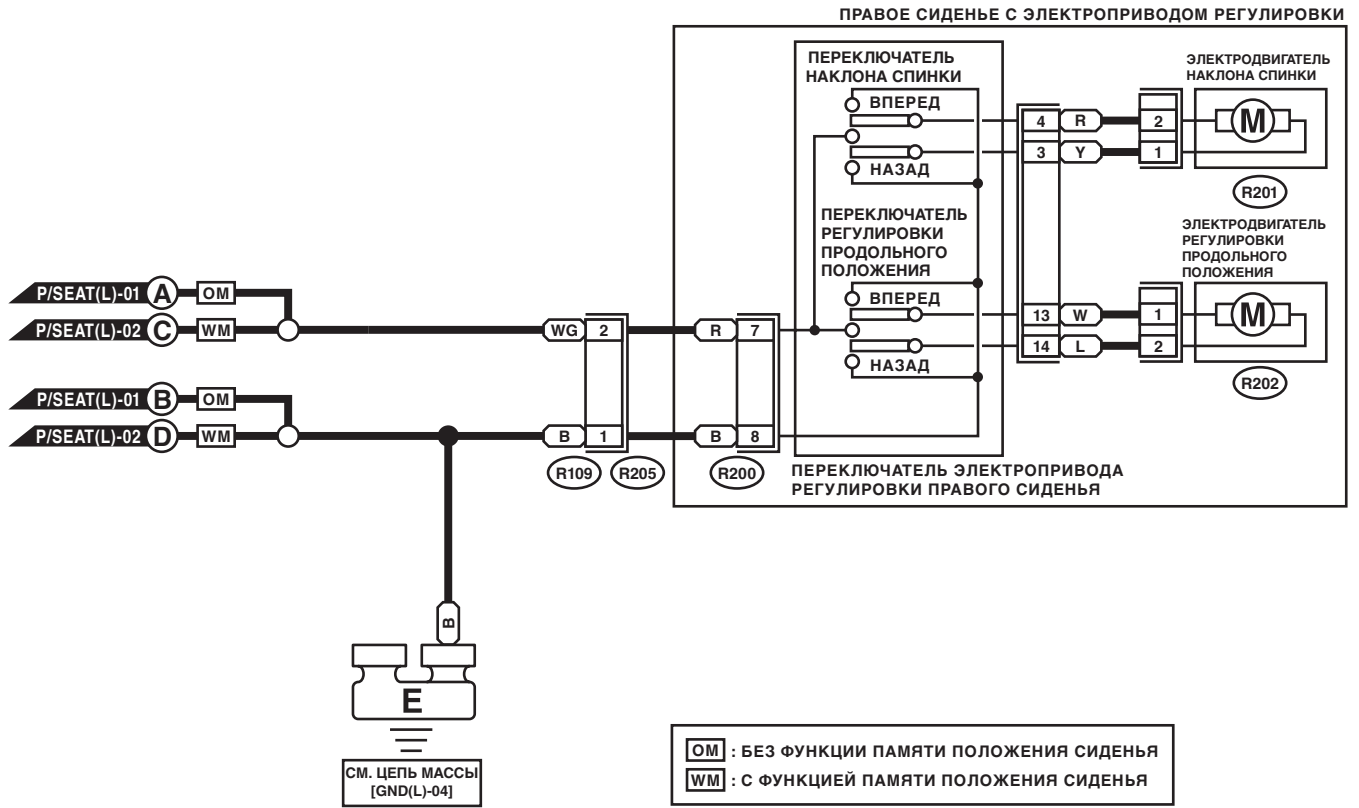 ПРАВОЕ СИДЕНЬЕ С ЭЛЕКТРОПРИВОДОМ РЕГУЛИРОВКИ
ПЕРЕКЛЮЧАТЕЛЬ
НАКЛОНА СПИНКИ
ВПЕРЕД
НАЗАД
ЭЛЕКТРОДВИГАТЕЛЬ
НАКЛОНА СПИНКИ
4 R 2
3 Y 1
M
R201
ПЕРЕКЛЮЧАТЕЛЬ
РЕГУЛИРОВКИ
ПРОДОЛЬНОГО
ПОЛОЖЕНИЯ
ВПЕРЕД
НАЗАД
ЭЛЕКТРОДВИГАТЕЛЬ
РЕГУЛИРОВКИ
ПРОДОЛЬНОГО
ПОЛОЖЕНИЯ
13 W 1
14 L 2
M
R202
P/SEAT(L)-01 A OM
P/SEAT(L)-02 C WM
WG 2 R 7
P/SEAT(L)-01 B OM
P/SEAT(L)-02 D WM
B 1 B 8
R109 R205 R200
ПЕРЕКЛЮЧАТЕЛЬ ЭЛЕКТРОПРИВОДА
РЕГУЛИРОВКИ ПРАВОГО СИДЕНЬЯ
B
E
СМ. ЦЕПЬ МАССЫ
[GND(L)-04]
OM : БЕЗ ФУНКЦИИ ПАМЯТИ ПОЛОЖЕНИЯ СИДЕНЬЯ
WM : С ФУНКЦИЕЙ ПАМЯТИ ПОЛОЖЕНИЯ СИДЕНЬЯ